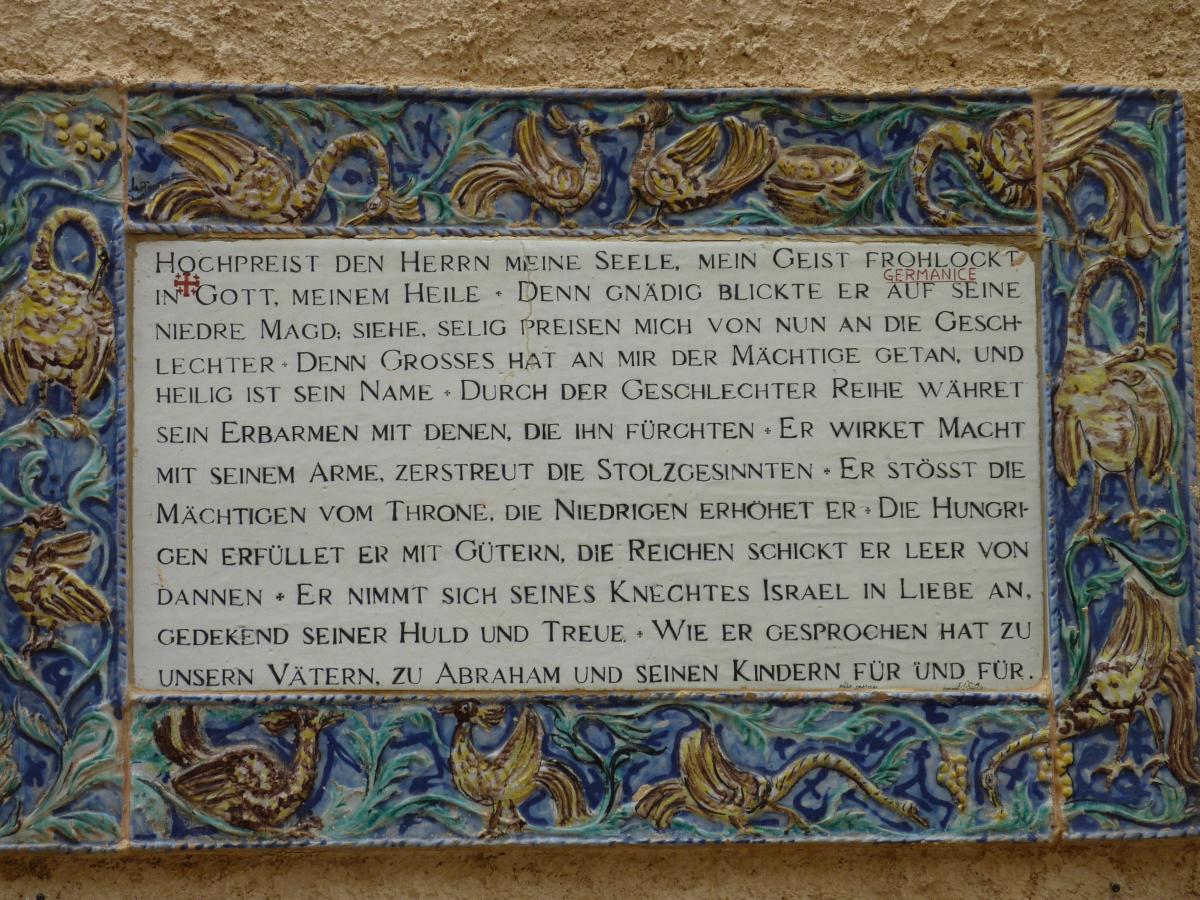 HOCHPREIST DEN HERRN MEINE SEELE, MEIN GEIST FROHLOCKT
GERMANICE
IN GOTT, MEINEM HEILE + DENN GNÄDIG BLICKTE ER AUF SEINE
NIEDRE MAGD; SIEHE, SELIG PREISEN MICH VON NUN AN DIE GESCH-
LECHTER + DENN GROSSES HAT AN MIR DER MÄCHTIGE GETAN, UND
HEILIG IST SEIN NAME + DURCH DER GESCHLECHTER REIHE WÄHRET
SEIN ERBARMEN MIT DENEN, DIE IHN FÜRCHTEN + ER WIRKET MACHT
MIT SEINEM ARME, ZERSTREUT DIE STOLZGESINNTEN + ER STÖSST DIE
MÄCHTIGEN VOM THRONE, DIE NIEDRIGEN ERHÖHET ER + DIE HUNGRI-
GEN ERFÜLLET ER MIT GÜTERN, DIE REICHEN SCHICKT ER LEER VON
DANNEN + ER NIMMT SICH SEINES KNECHTES ISRAEL IN LIEBE AN,
GEDEKEND SEINER HULD UND TREUE + WIE ER GESPROCHEN HAT ZU
UNSERN VÄTERN, ZU ABRAHAM UND SEINEN KINDERN FÜR UND FÜR.